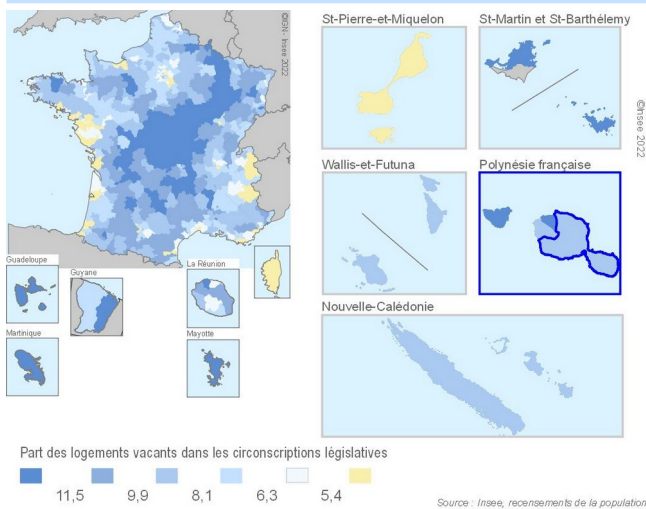 ©IGN - Insee 2022
St-Pierre-et-Miquelon
St-Martin et St-Barthélemy
©Insee 2022
Wallis-et-Futuna
Polynésie française
Guadeloupe
Guyane
La Réunion
Martinique
Mayotte
Nouvelle-Calédonie
Part des logements vacants dans les circonscriptions législatives
11,5 9,9 8,1 6,3 5,4
Source : Insee, recensements de la population